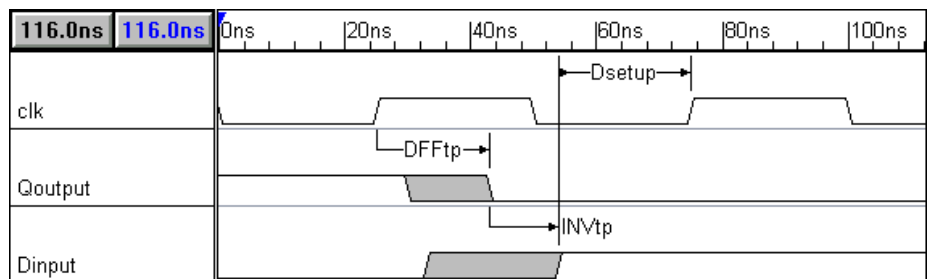 116.0ns 116.0ns 0ns 20ns 40ns 60ns 80ns 100ns
Dsetup
clk
DFFtp
Qoutput
INVtp
Dinput